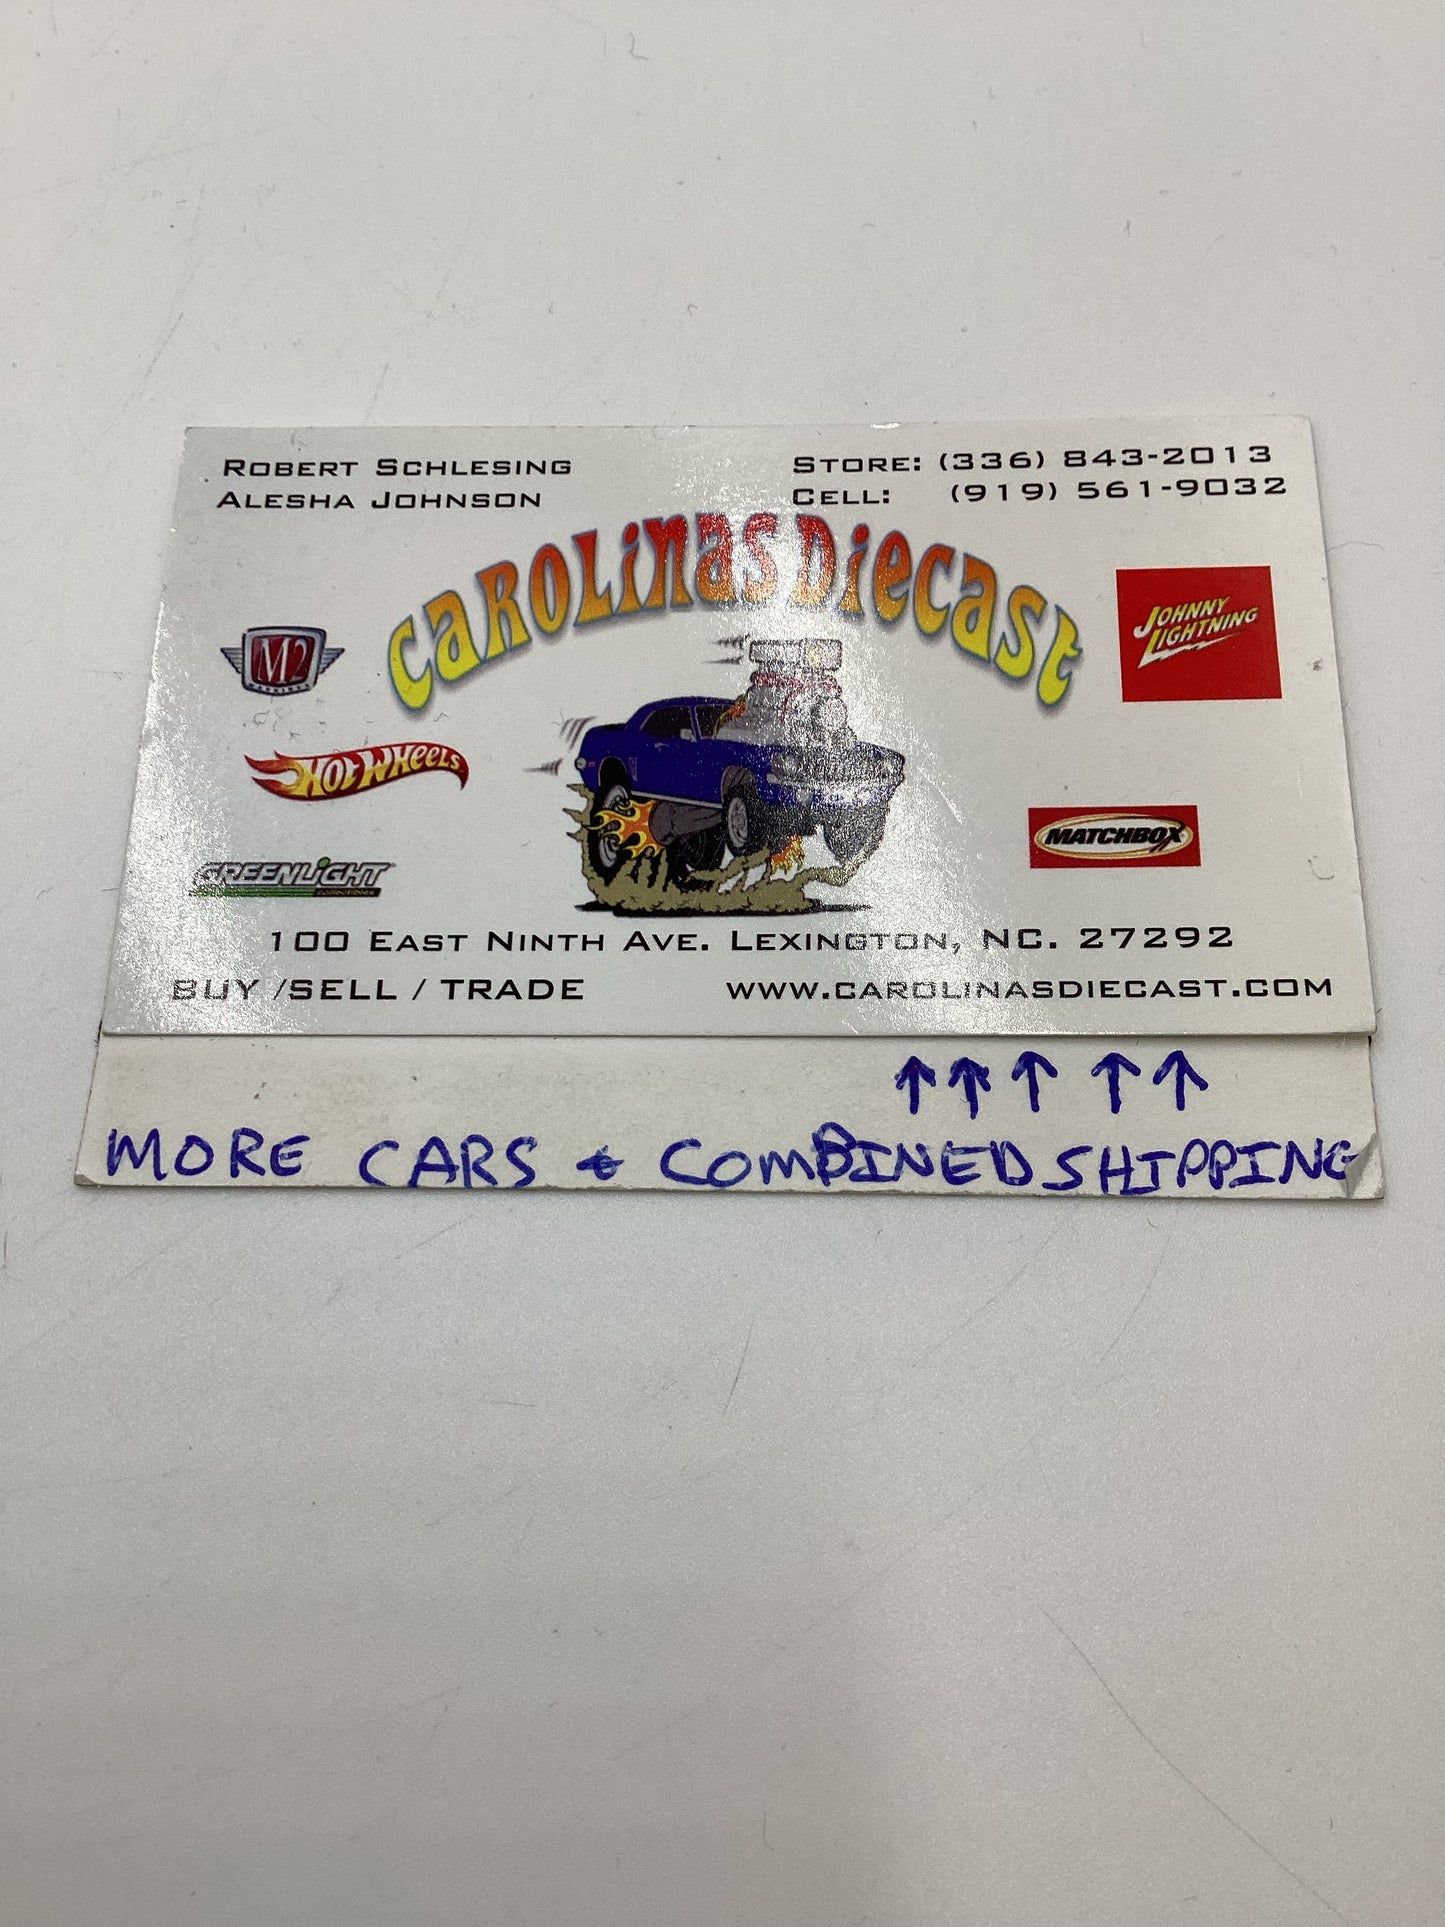 ROBERT SCHLESING
ALESHA JOHNSON
STORE: (336) 843-2013
CELL: (919) 561-9032
CAROLINAS DIECAST
M2
MACHINES
JOHNNY
LIGHTNING
HOT WHEELS
MATCHBOX
GREENLIGHT
collectibles
100 EAST NINTH AVE. LEXINGTON, NC. 27292
BUY /SELL / TRADE
WWW.CAROLINASDIECAST.COM
↑↑↑↑↑
MORE CARS & COMBINED SHIPPING